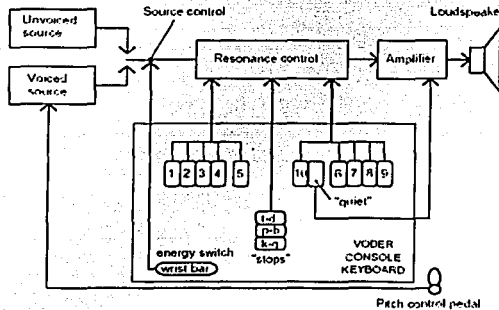 Source control
Loudspeaker
Unvoiced
source
Voiced
source
Resonance control
Amplifier
1 2 3 4 5
10 6 7 8 9
"quiet"
t-d
p-b
k-g
"stops"
energy switch
wrist bar
VODER
CONSOLE
KEYBOARD
Pitch control pedal